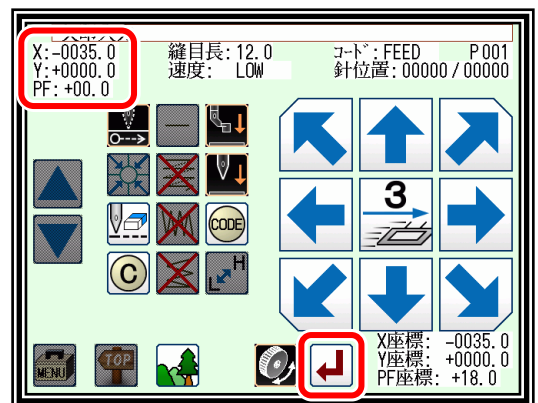 X:-0035.0
Y:+0000.0
PF:+00.0
縫目長:12.0
速度: LOW
コード:FEED P001
針位置:00000/00000
3
CODE
C
L H
MENU
TOP
X座標: -0035.0
Y座標: +0000.0
PF座標: +18.0